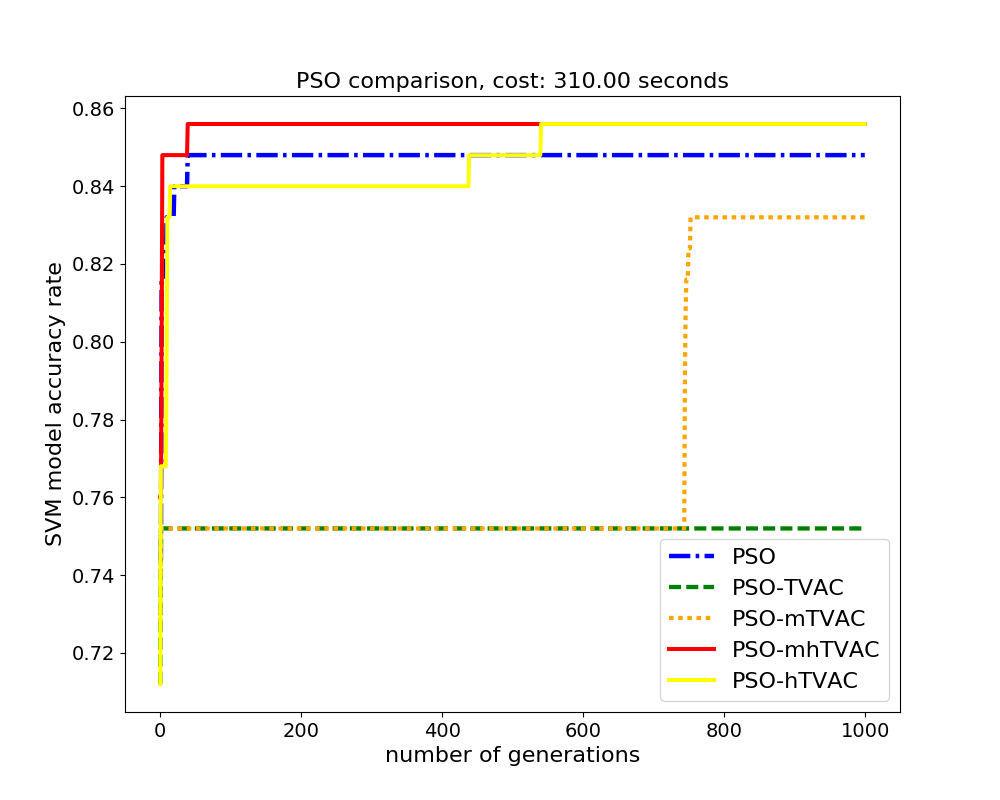 PSO comparison, cost: 310.00 seconds
SVM model accuracy rate
0.86
0.84
0.82
0.80
0.78
0.76
0.74
0.72
0 200 400 600 800 1000
number of generations
PSO
PSO-TVAC
PSO-mTVAC
PSO-mhTVAC
PSO-hTVAC